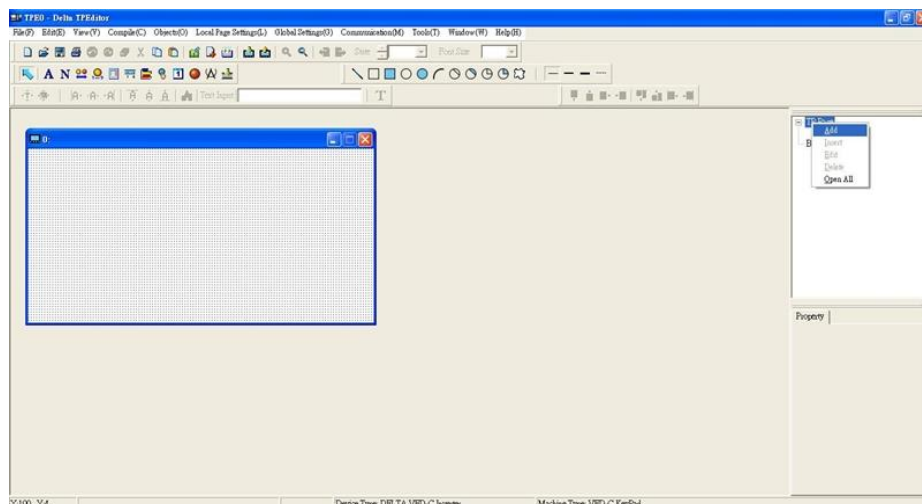 TPE0 - Delta TPEditor
File(F) Edit(E) View(V) Compile(C) Objects(O) Local Page Settings(L) Global Settings(G) Communication(M) Tools(T) Window(W) Help(H)
Size
Font Size
A N
Text Input
T
0:
Add
Insert
Edit
Delete
Open All
Property
Device Type: DELTA VFD-C Inverter
Machine Type: VFD-C KeyPad